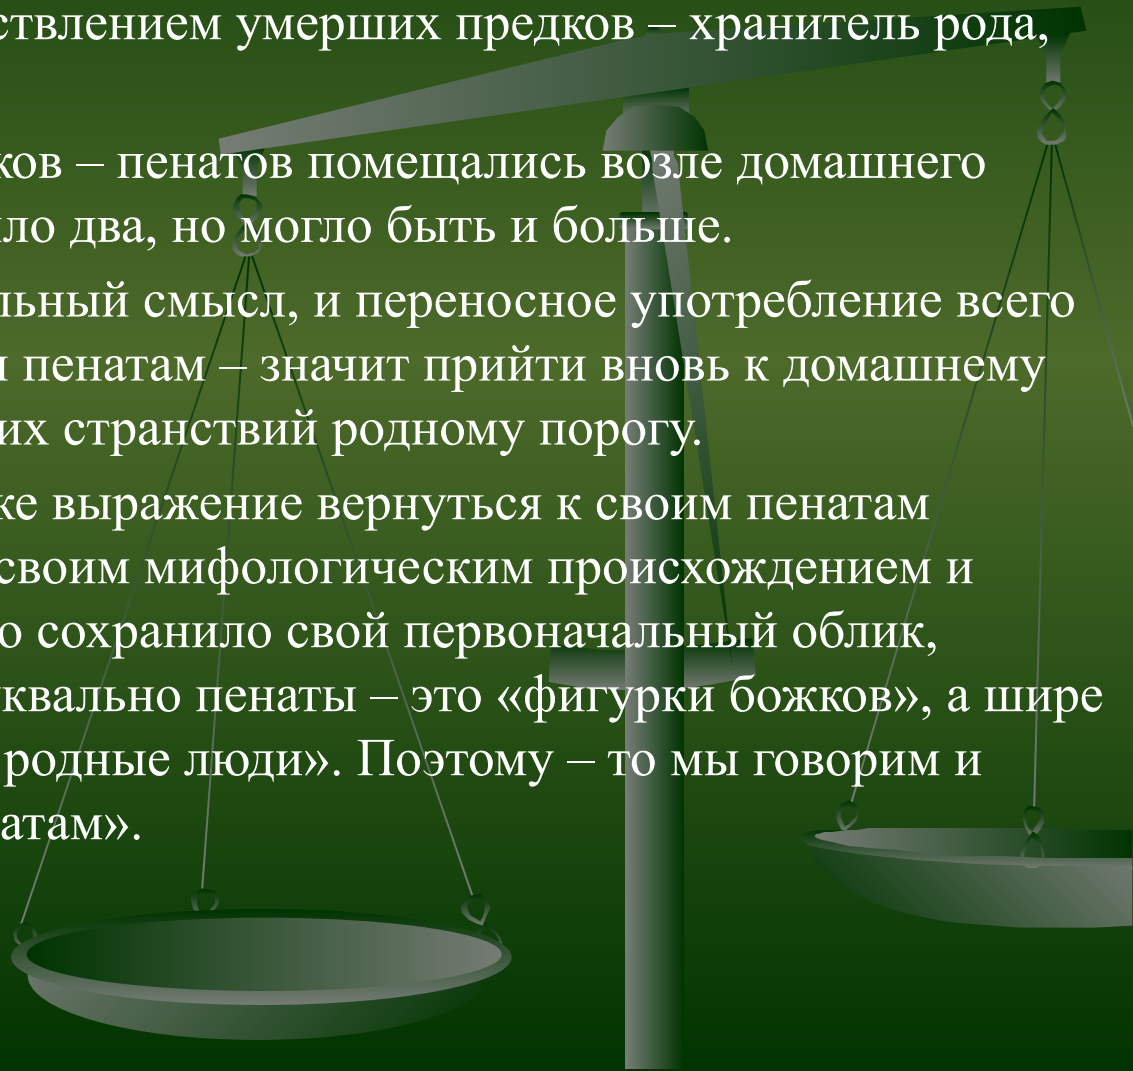 ствлением умерших предков – хранитель рода,
ков – пенатов помещались возле домашнего
ло два, но могло быть и больше.
льный смысл, и переносное употребление всего
пенатам – значит прийти вновь к домашнему
их странствий родному порогу.
же выражение вернуться к своим пенатам
своим мифологическим происхождением и
о сохранило свой первоначальный облик,
квально пенаты – это «фигурки божков», а шире
родные люди». Поэтому – то мы говорим и
атам».